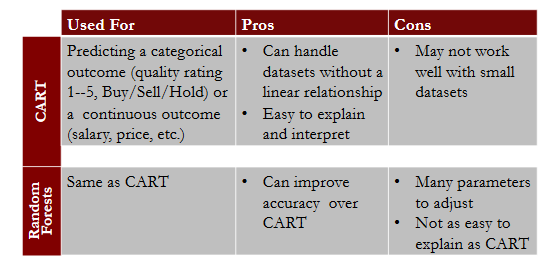 Used For
Pros
Cons
CART
Predicting a categorical
outcome (quality rating
1--5, Buy/Sell/Hold) or
a continuous outcome
(salary, price, etc.)
• Can handle
datasets without a
linear relationship
• Easy to explain
and interpret
• May not work
well with small
datasets
Random
Forests
Same as CART
• Can improve
accuracy over
CART
• Many parameters
to adjust
• Not as easy to
explain as CART